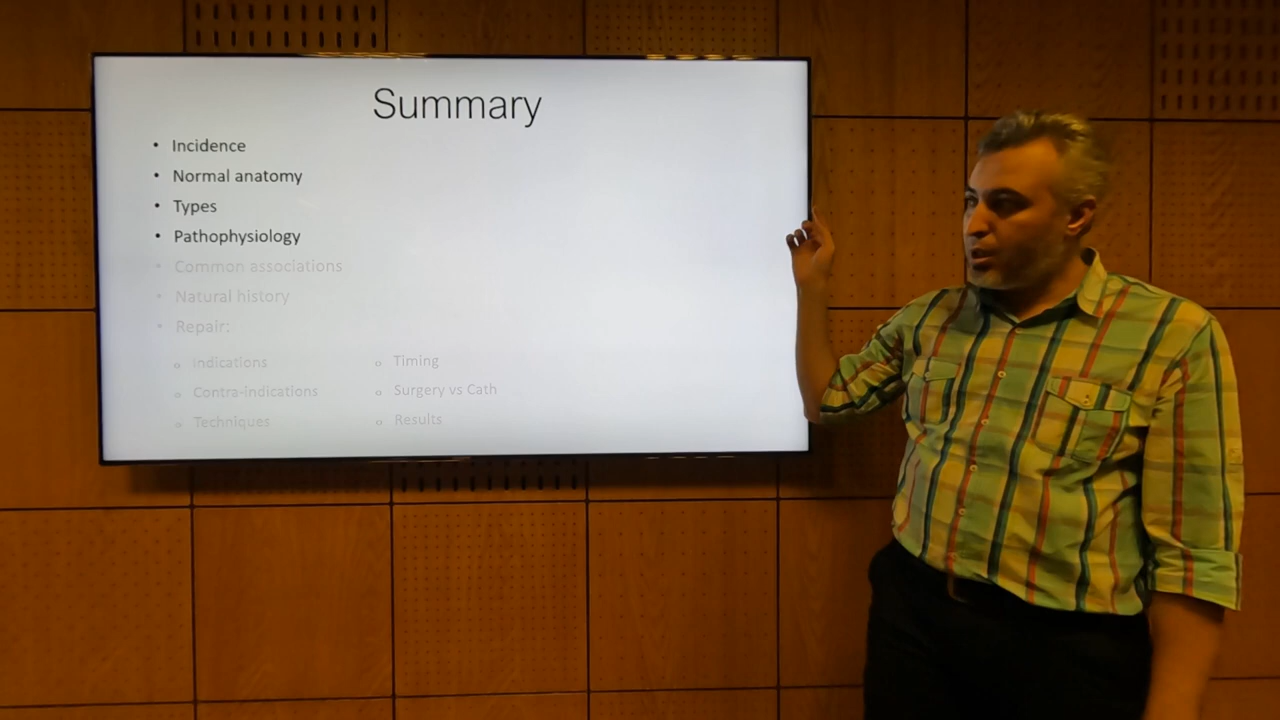 Summary
• Incidence
• Normal anatomy
• Types
• Pathophysiology
• Common associations
• Natural history
• Repair:
o Indications
o Contra-indications
o Techniques
o Timing
o Surgery vs Cath
o Results